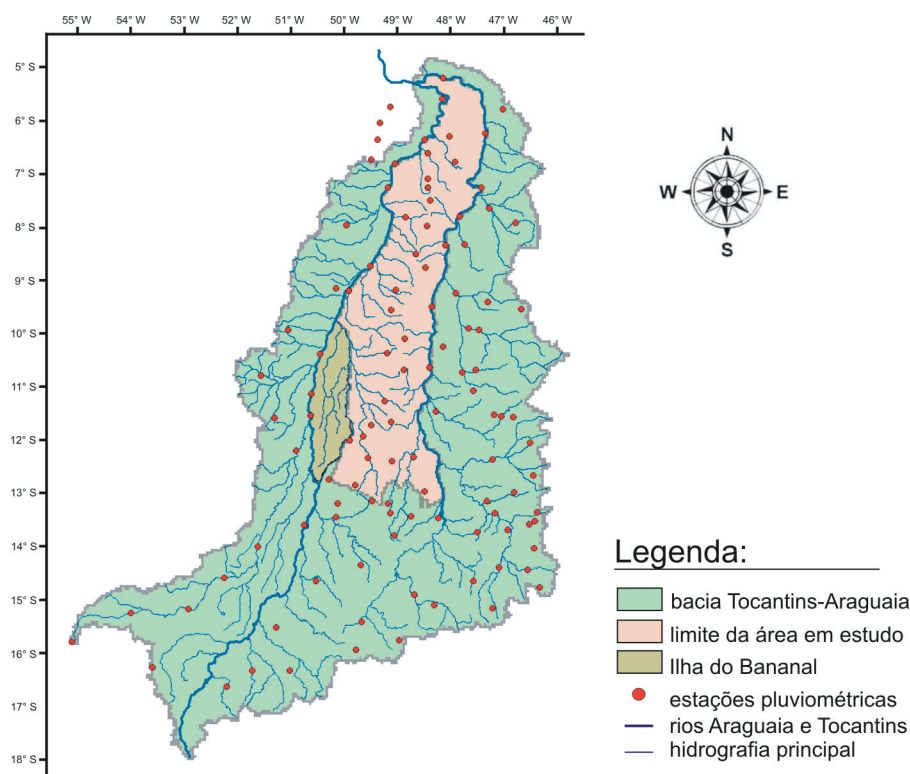 55° W 54° W 53° W 52° W 51° W 50° W 49° W 48° W 47° W 46° W
5° S
6° S
7° S
8° S
9° S
10° S
11° S
12° S
13° S
14° S
15° S
16° S
17° S
18° S
N
W E
S
Legenda:
bacia Tocantins-Araguaia
limite da área em estudo
Ilha do Bananal
estações pluviométricas
rios Araguaia e Tocantins
hidrografia principal